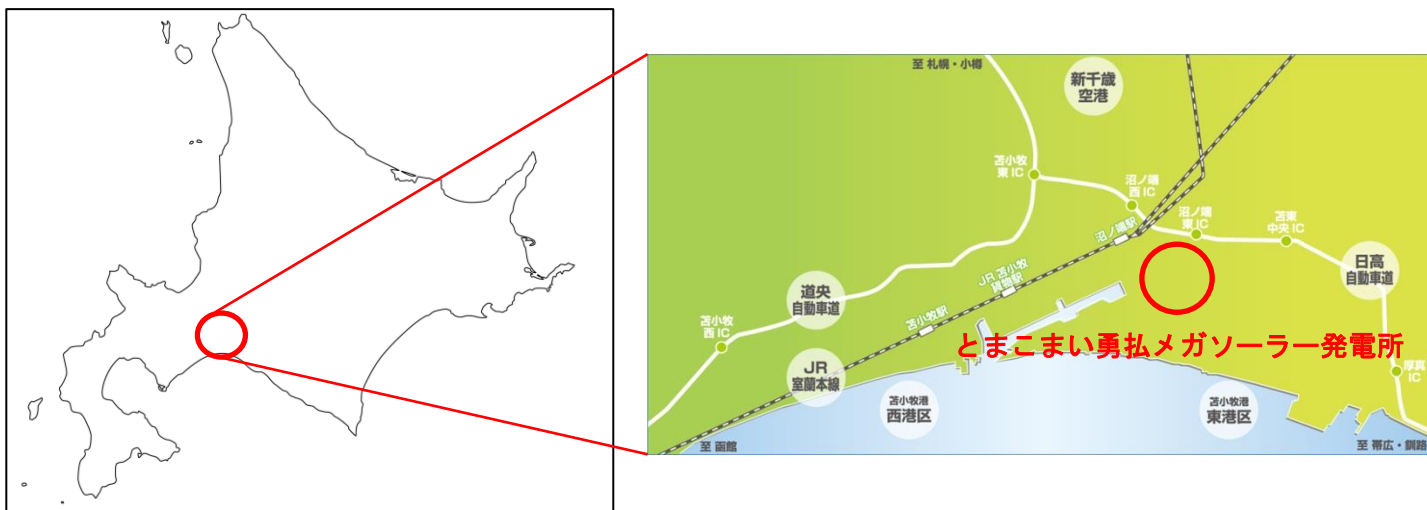 至 札幌・小樽
新千歳
空港
苫小牧
東 IC
沼ノ端
西 IC
沼ノ端
東 IC
苫東
中央 IC
沼ノ端駅
日高
自動車道
JR 苫小牧
貨物駅
道央
自動車道
苫小牧駅
苫小牧
西 IC
とまこまい勇払メガソーラー発電所
JR
室蘭本線
厚真
IC
苫小牧港
西港区
苫小牧港
東港区
至 函館
至 帯広・釧路